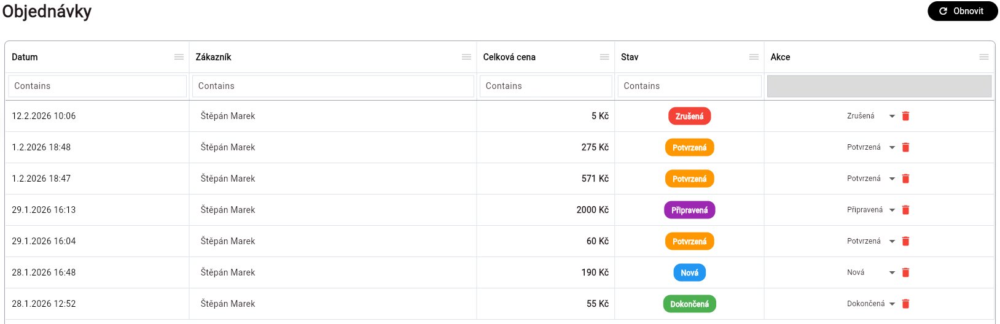 Objednávky
Obnovit
Datum Zákazník Celková cena Stav Akce
Contains Contains Contains Contains
12.2.2026 10:06 Štěpán Marek 5 Kč Zrušená Zrušená
1.2.2026 18:48 Štěpán Marek 275 Kč Potvrzená Potvrzená
1.2.2026 18:47 Štěpán Marek 571 Kč Potvrzená Potvrzená
29.1.2026 16:13 Štěpán Marek 2000 Kč Připravená Připravená
29.1.2026 16:04 Štěpán Marek 60 Kč Potvrzená Potvrzená
28.1.2026 16:48 Štěpán Marek 190 Kč Nová Nová
28.1.2026 12:52 Štěpán Marek 55 Kč Dokončená Dokončená